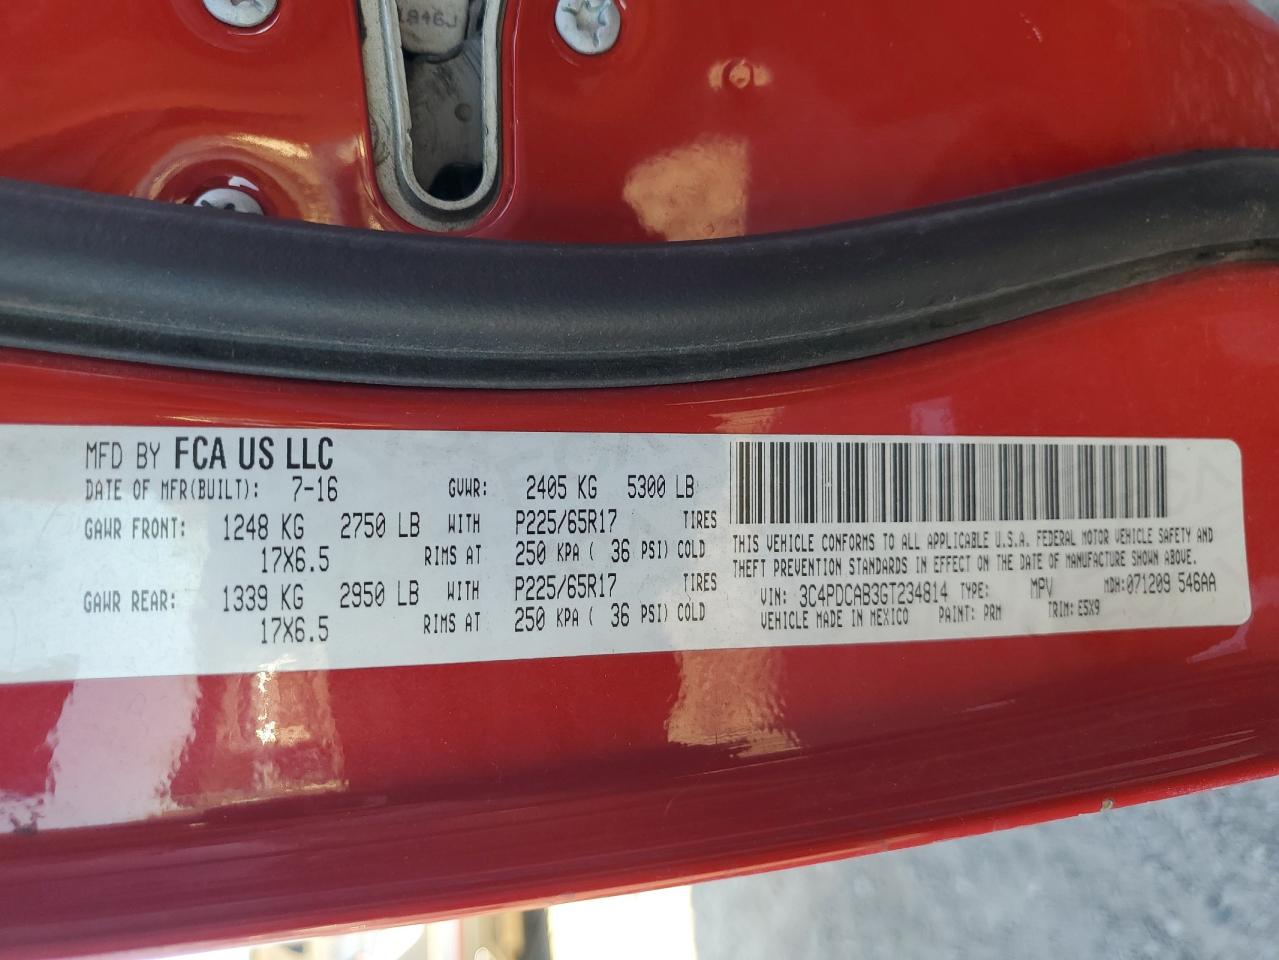 1846J
MFD BY FCA US LLC
DATE OF MFR(BUILT): 7-16 GVWR: 2405 KG 5300 LB
GAWR FRONT: 1248 KG 2750 LB WITH P225/65R17 TIRES
17X6.5 RIMS AT 250 KPA ( 36 PSI) COLD
GAWR REAR: 1339 KG 2950 LB WITH P225/65R17 TIRES
17X6.5 RIMS AT 250 KPA ( 36 PSI) COLD
THIS VEHICLE CONFORMS TO ALL APPLICABLE U.S.A. FEDERAL MOTOR VEHICLE SAFETY AND
THEFT PREVENTION STANDARDS IN EFFECT ON THE DATE OF MANUFACTURE SHOWN ABOVE.
VIN: 3C4PDCAB3GT234814 TYPE: MPV MDH:071209 546AA
VEHICLE MADE IN MEXICO PAINT: PRM TRIM: E5X9